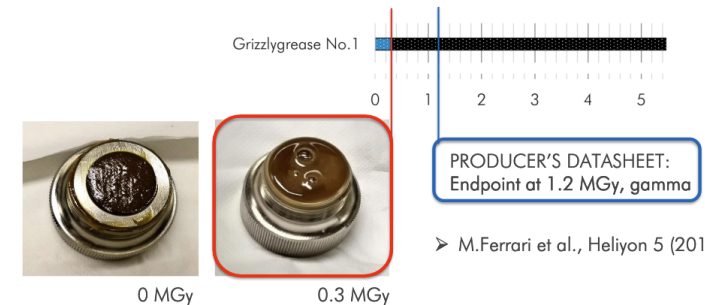 Grizzlygrease No.1
0 1 2 3 4 5
PRODUCER'S DATASHEET:
Endpoint at 1.2 MGy, gamma
➢ M.Ferrari et al., Heliyon 5 (201
0 MGy
0.3 MGy